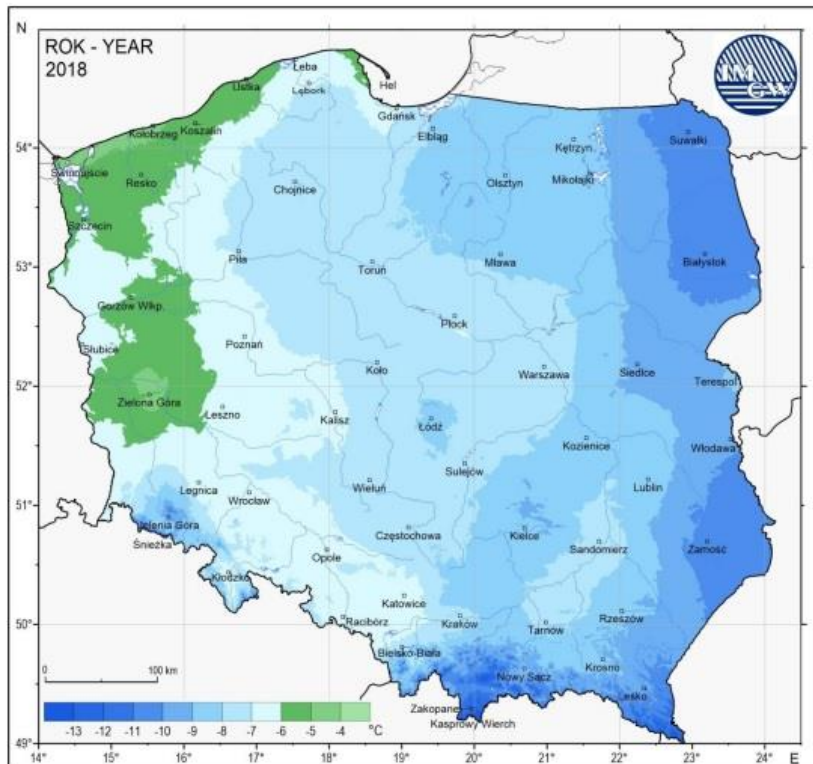 N
ROK - YEAR
2018
IM
GW
54°
53°
52°
51°
50°
49°
Łeba
Hel
Ustka
Lębork
Gdańsk
Koszalin
Kołobrzeg
Elbląg
Kętrzyn
Suwałki
Świnoujście
Resko
Chojnice
Olsztyn
Mikołajki
Szczecin
Piła
Toruń
Mława
Białystok
Gorzów Wlkp.
Płock
Słubice
Poznań
Koło
Warszawa
Siedlce
Terespol
Zielona Góra
Leszno
Kalisz
Łódź
Kozienice
Włodawa
Sulejów
Legnica
Wrocław
Wieluń
Lublin
Jelenia Góra
Śnieżka
Częstochowa
Kielce
Sandomierz
Zamość
Opole
Kłodzko
Katowice
Racibórz
Kraków
Tarnów
Rzeszów
Bielsko-Biała
Nowy Sącz
Krosno
Lesko
Zakopane
Kasprowy Wierch
0 100 km
-13 -12 -11 -10 -9 -8 -7 -6 -5 -4 °C
14° 15° 16° 17° 18° 19° 20° 21° 22° 23° 24° E